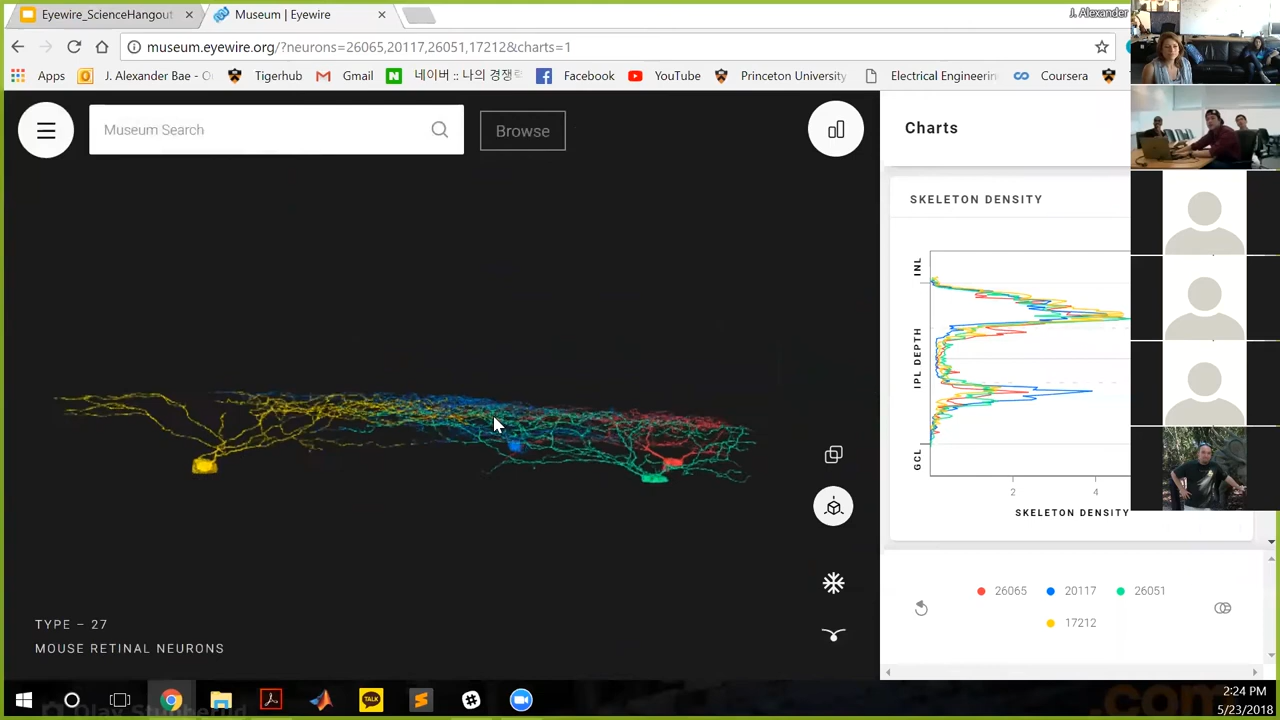 Eyewire_ScienceHangout
Museum | Eyewire
J. Alexander
museum.eyewire.org/?neurons=26065,20117,26051,17212&charts=1
Apps
J. Alexander Bae - O
Tigerhub
Gmail
네이버 :: 나의 경쟁력
Facebook
YouTube
Princeton University
Electrical Engineerin
Coursera
Museum Search
Browse
Charts
SKELETON DENSITY
INL
IPL DEPTH
GCL
2
4
SKELETON DENSITY
26065
20117
26051
17212
TYPE – 27
MOUSE RETINAL NEURONS
TALK
2:24 PM
5/23/2018
.com